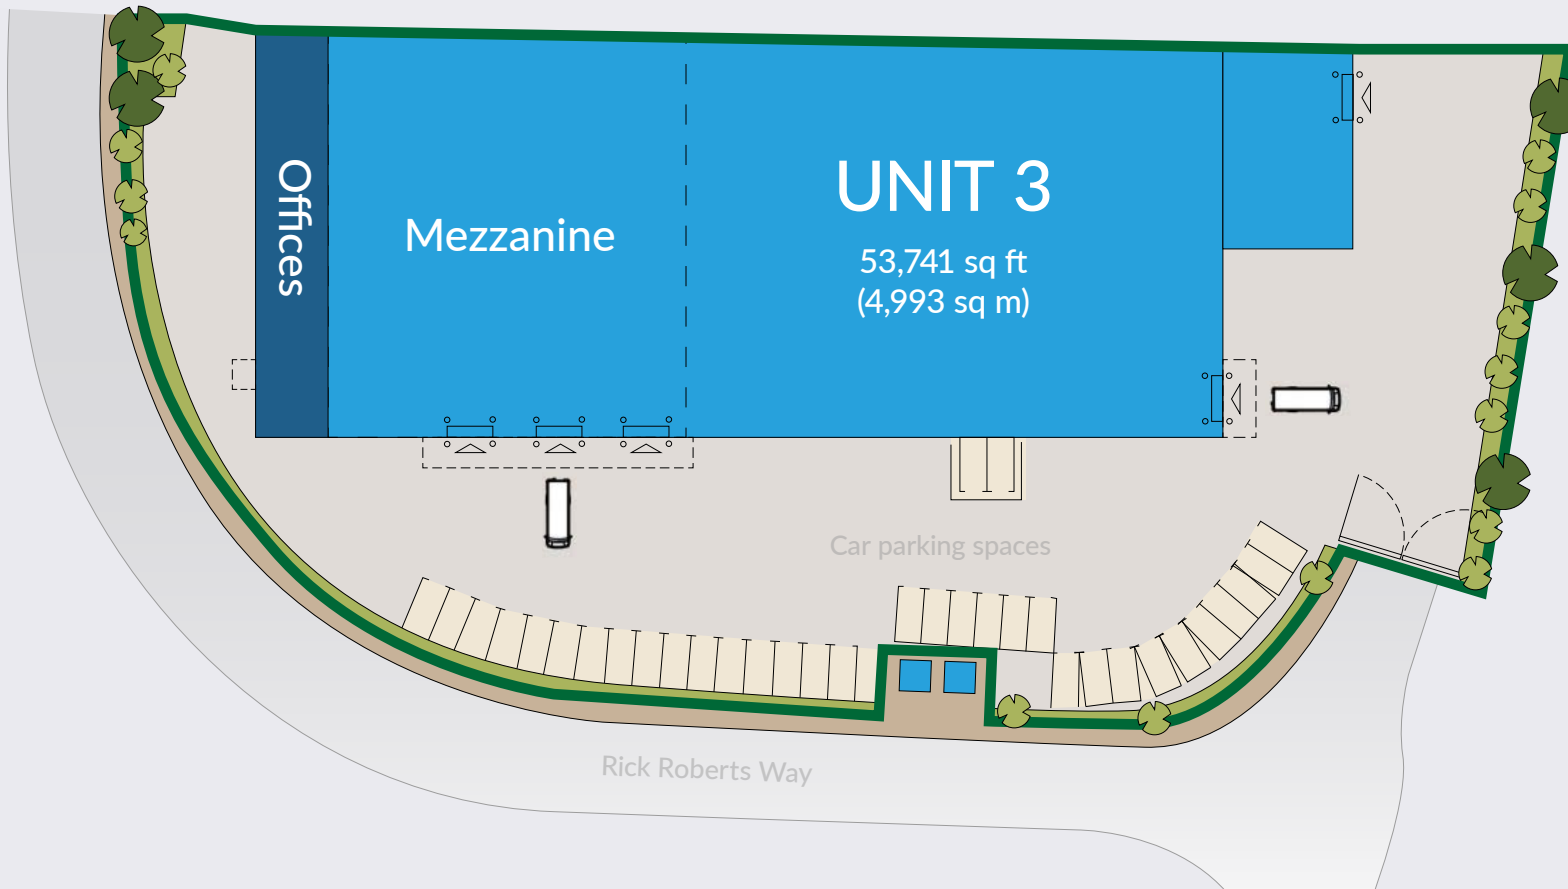 Offices
Mezzanine
UNIT 3
53,741 sq ft
(4,993 sq m)
Car parking spaces
Rick Roberts Way